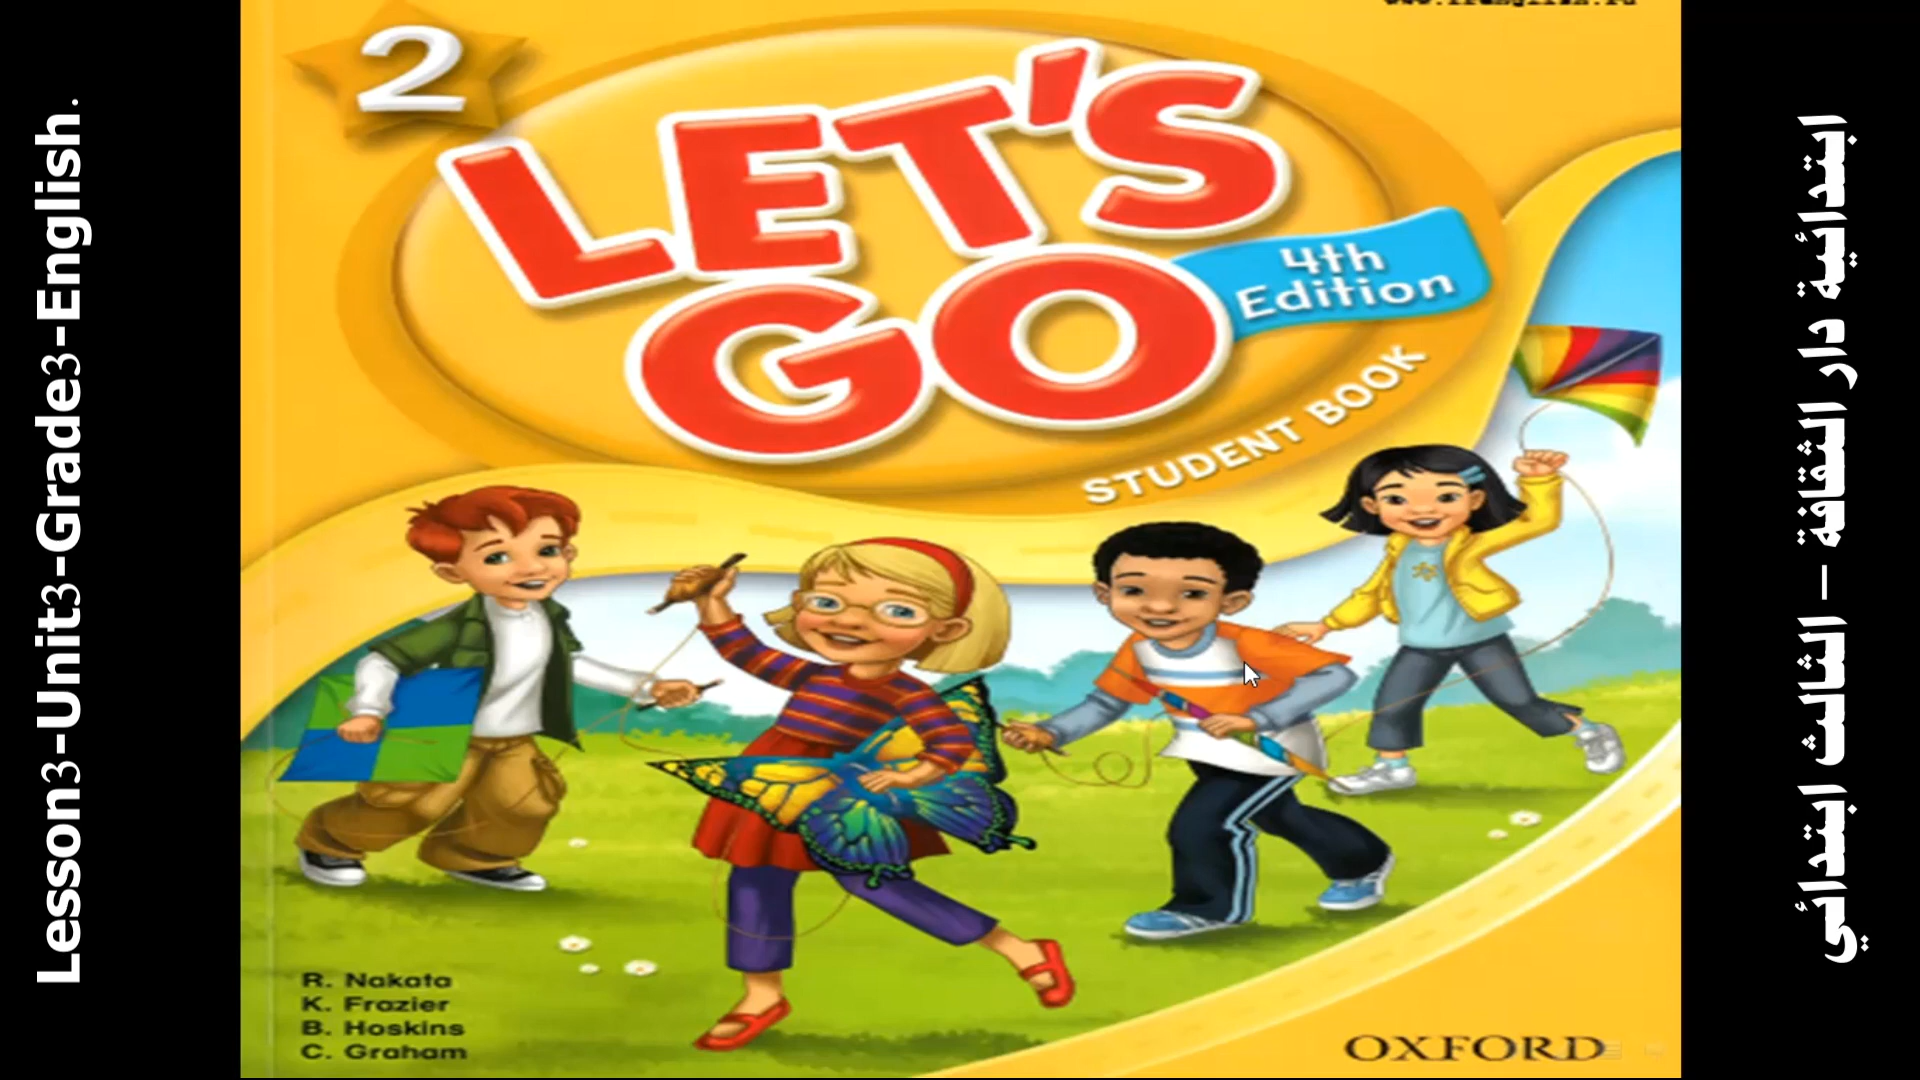 Lesson3-Unit3-Grade3-English.
2
LET'S
GO
4th
Edition
STUDENT BOOK
R. Nakata
K. Frazier
B. Hoskins
C. Graham
OXFORD
ابتدائية دار الثقافة – الثالث ابتدائي